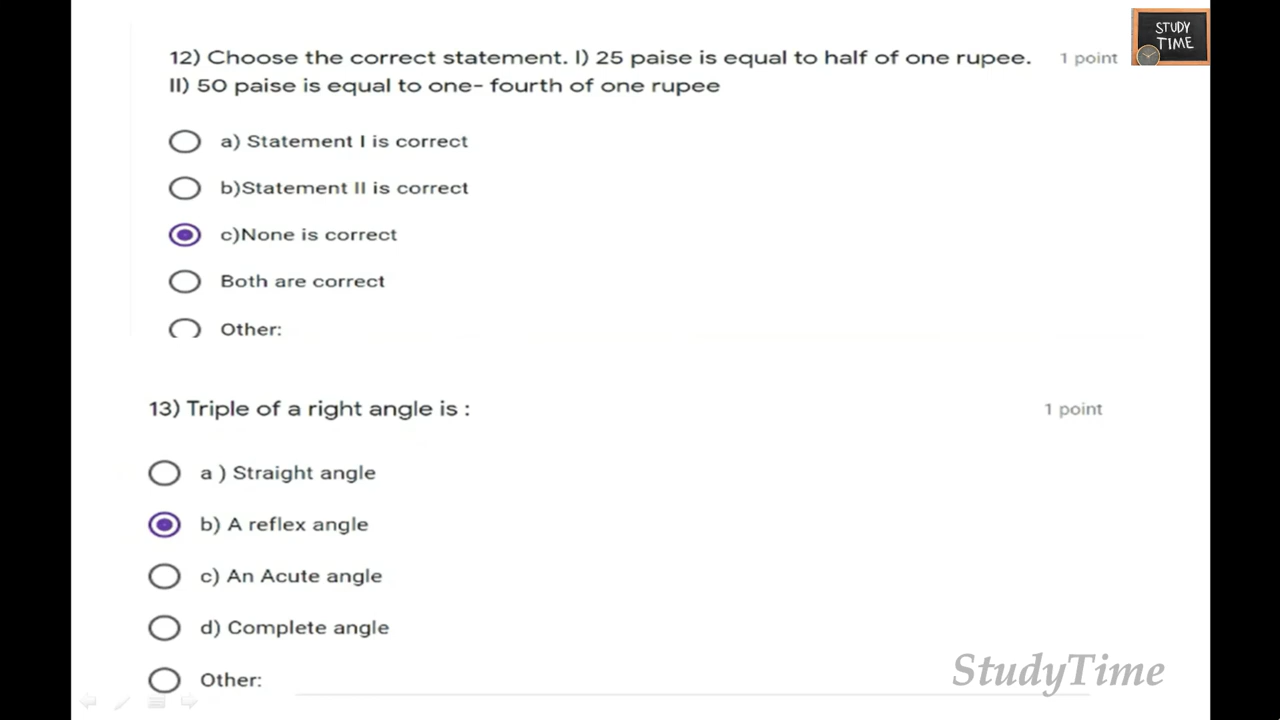 STUDY
TIME
12) Choose the correct statement. I) 25 paise is equal to half of one rupee. 1 point
II) 50 paise is equal to one- fourth of one rupee
a) Statement I is correct
b)Statement II is correct
c)None is correct
Both are correct
Other:
13) Triple of a right angle is : 1 point
a ) Straight angle
b) A reflex angle
c) An Acute angle
d) Complete angle
Other:
StudyTime